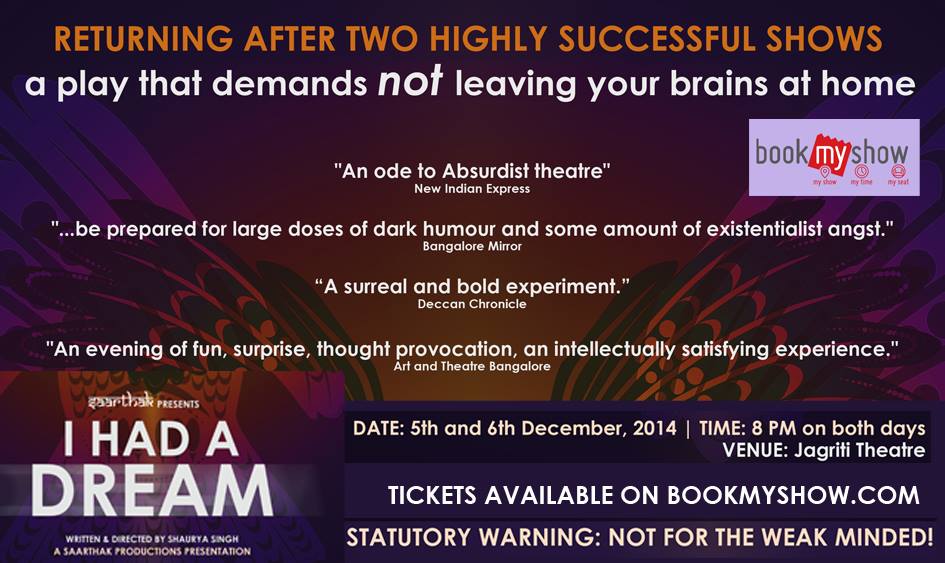 RETURNING AFTER TWO HIGHLY SUCCESSFUL SHOWS
a play that demands not leaving your brains at home
bookmyshow
my show my time my seat
"An ode to Absurdist theatre"
New Indian Express
"...be prepared for large doses of dark humour and some amount of existentialist angst."
Bangalore Mirror
“A surreal and bold experiment.”
Deccan Chronicle
"An evening of fun, surprise, thought provocation, an intellectually satisfying experience."
Art and Theatre Bangalore
saarthak PRESENTS
I HAD A
DREAM
WRITTEN & DIRECTED BY SHAURYA SINGH
A SAARTHAK PRODUCTIONS PRESENTATION
DATE: 5th and 6th December, 2014 | TIME: 8 PM on both days
VENUE: Jagriti Theatre
TICKETS AVAILABLE ON BOOKMYSHOW.COM
STATUTORY WARNING: NOT FOR THE WEAK MINDED!